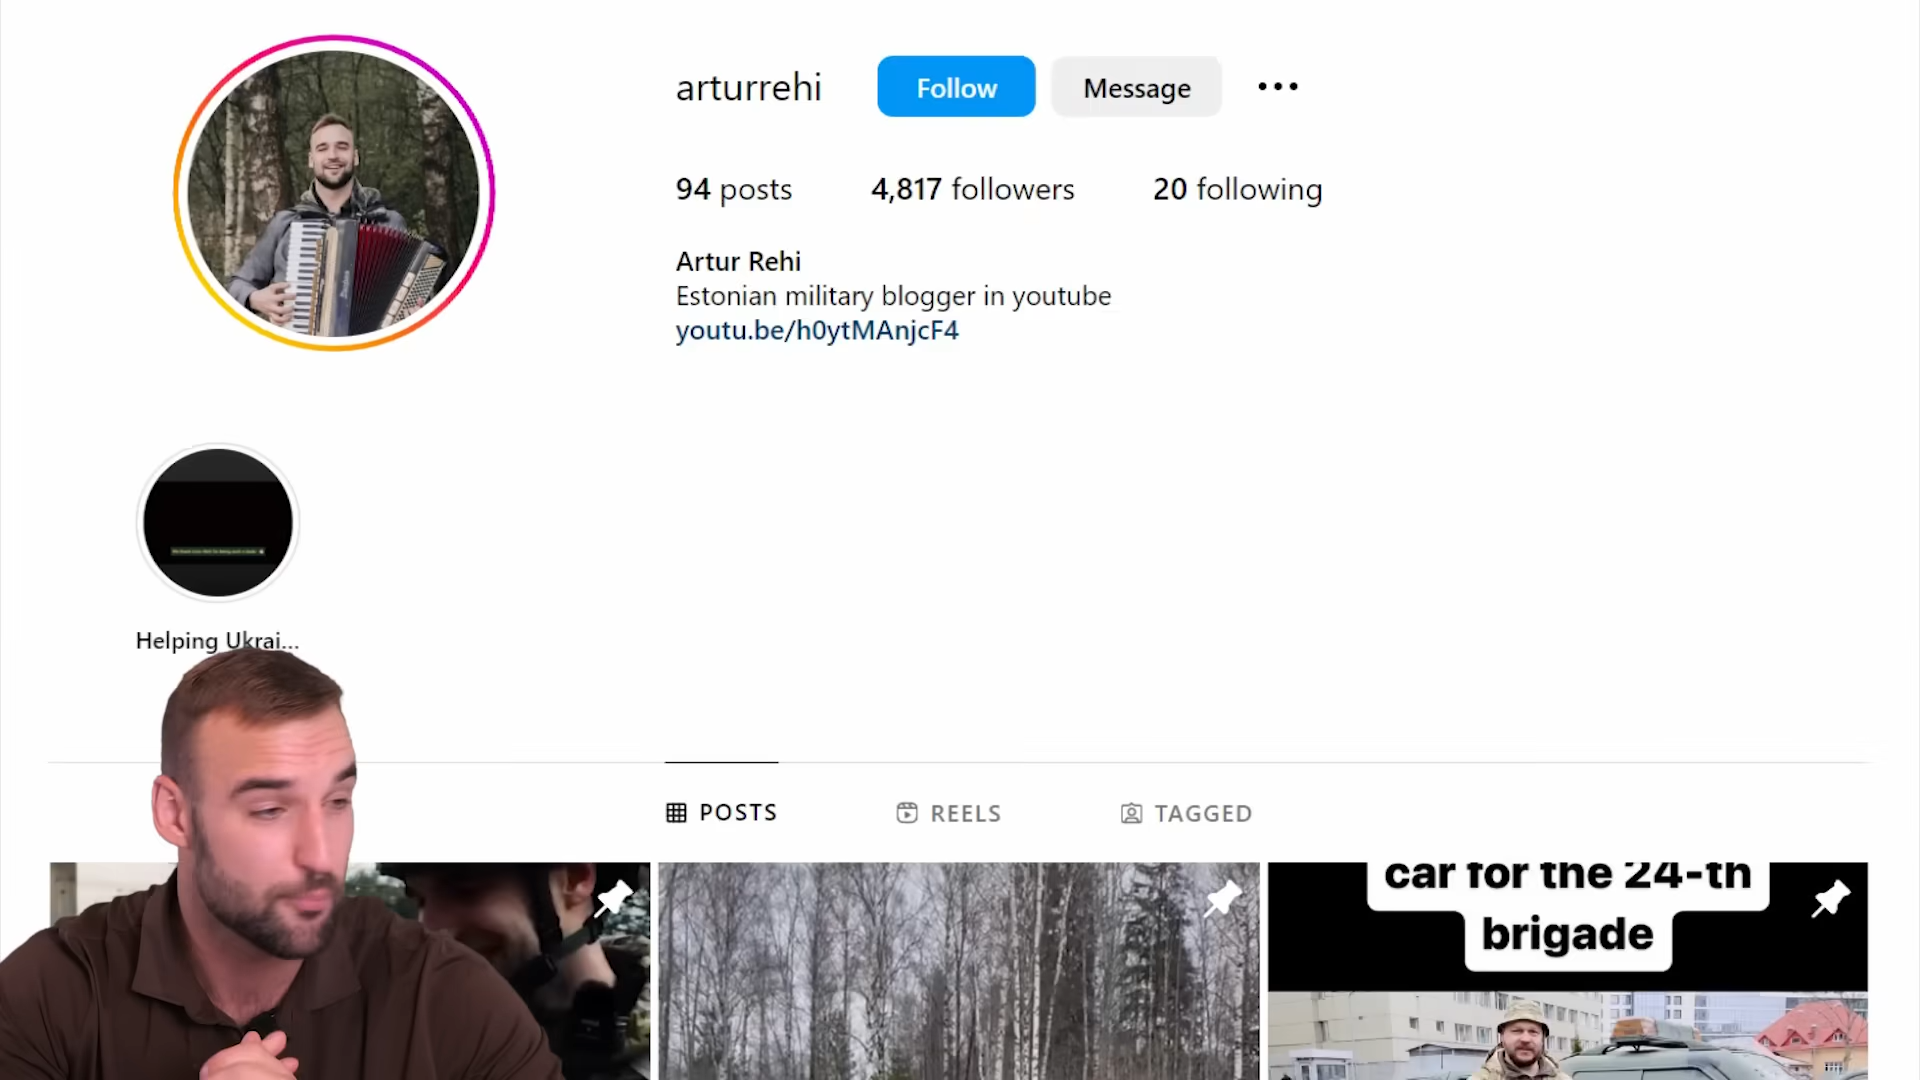 arturrehi
Follow
Message
94 posts
4,817 followers
20 following
Artur Rehi
Estonian military blogger in youtube
youtu.be/h0ytMAnjcF4
Helping Ukrai...
POSTS
REELS
TAGGED
car for the 24-th
brigade